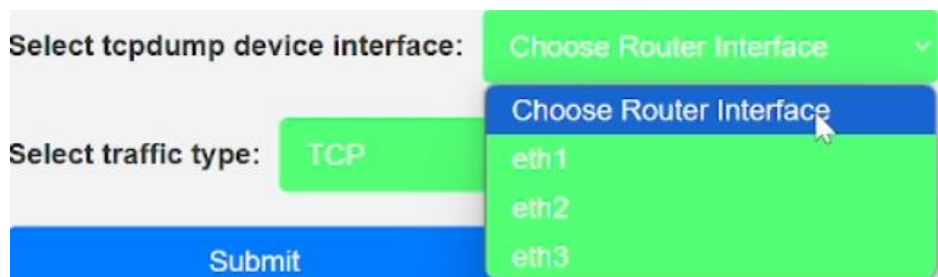 Select tcpdump device interface: Choose Router Interface
Choose Router Interface
Select traffic type: TCP
eth1
eth2
Submit
eth3